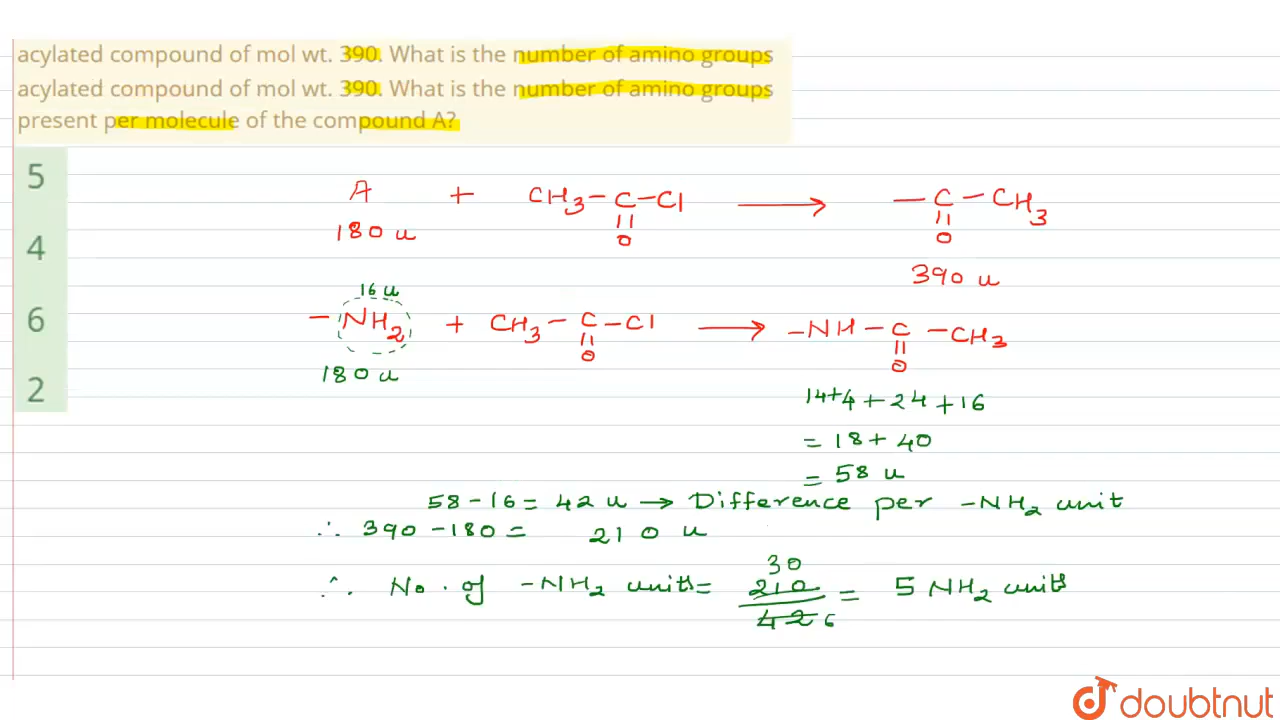 acylated compound of mol wt. 390. What is the number of amino groups
acylated compound of mol wt. 390. What is the number of amino groups
present per molecule of the compound A?
5
4
6
2
A + CH3-C-Cl → -C-CH3
O O
180 u
390 u
16 u
-NH2 + CH3-C-Cl → -NH-C-CH3
O O
180 u
14+4+24+16
= 18+40
= 58 u
58-16 = 42 u → Difference per -NH2 unit
∴ 390-180 = 210 u
30
∴ No. of -NH2 units = 210 = 5 NH2 units
42 6
doubtnut